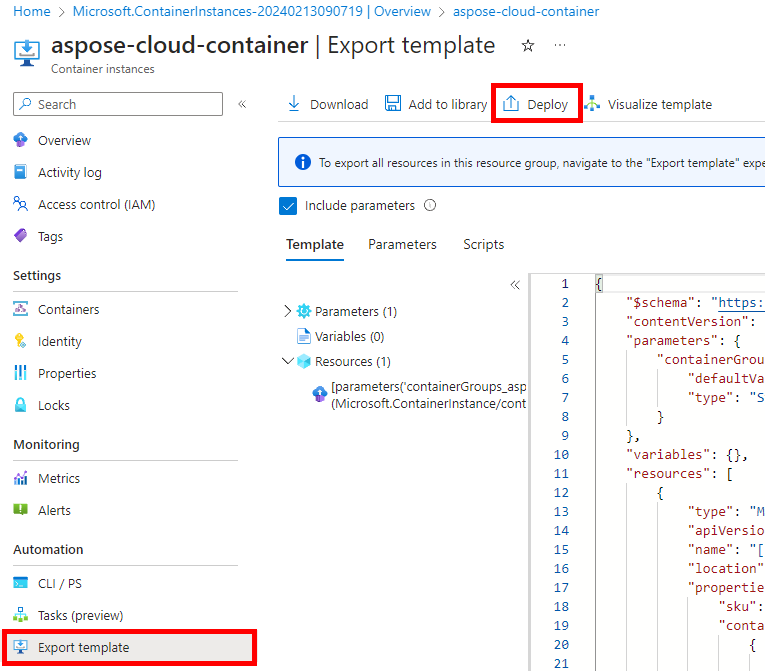 Home > Microsoft.ContainerInstances-20240213090719 | Overview > aspose-cloud-container
aspose-cloud-container | Export template
Container instances
Search
Download
Add to library
Deploy
Visualize template
Overview
Activity log
Access control (IAM)
Tags
Settings
Containers
Identity
Properties
Locks
Monitoring
Metrics
Alerts
Automation
CLI / PS
Tasks (preview)
Export template
To export all resources in this resource group, navigate to the "Export template" expe
Include parameters
Template Parameters Scripts
Parameters (1)
Variables (0)
Resources (1)
[parameters('containerGroups_asp
(Microsoft.ContainerInstance/cont
1 {
2 "$schema": "https:
3 "contentVersion":
4 "parameters": {
5 "containerGrou
6 "defaultVa
7 "type": "S
8 }
9 },
10 "variables": {},
11 "resources": [
12 {
13 "type": "M
14 "apiVersio
15 "name": "[
16 "location"
17 "propertie
18 "sku":
19 "conta
20 {
21